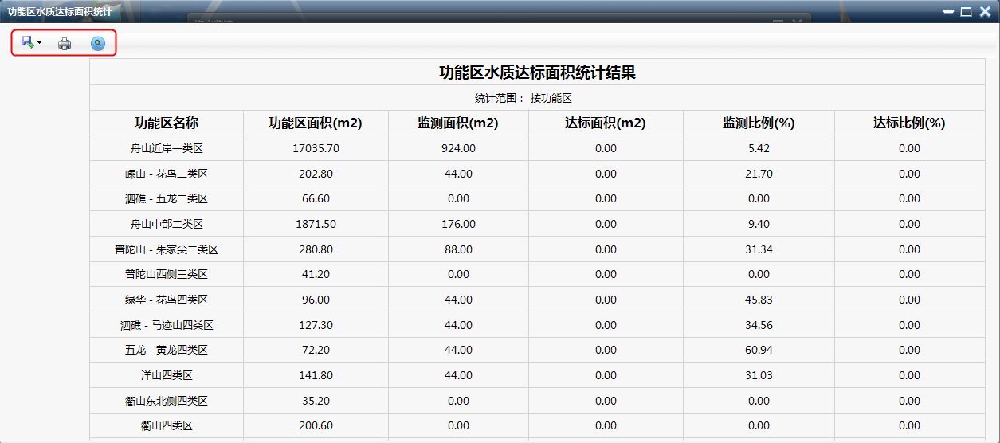 功能区水质达标面积统计
功能区水质达标面积统计结果
统计范围： 按功能区
功能区名称 功能区面积(m2) 监测面积(m2) 达标面积(m2) 监测比例(%) 达标比例(%)
舟山近岸一类区 17035.70 924.00 0.00 5.42 0.00
嵊山 - 花鸟二类区 202.80 44.00 0.00 21.70 0.00
泗礁 - 五龙二类区 66.60 0.00 0.00 0.00 0.00
舟山中部二类区 1871.50 176.00 0.00 9.40 0.00
普陀山 - 朱家尖二类区 280.80 88.00 0.00 31.34 0.00
普陀山西侧三类区 41.20 0.00 0.00 0.00 0.00
绿华 - 花鸟四类区 96.00 44.00 0.00 45.83 0.00
泗礁 - 马迹山四类区 127.30 44.00 0.00 34.56 0.00
五龙 - 黄龙四类区 72.20 44.00 0.00 60.94 0.00
洋山四类区 141.80 44.00 0.00 31.03 0.00
衢山东北侧四类区 35.20 0.00 0.00 0.00 0.00
衢山四类区 200.60 0.00 0.00 0.00 0.00